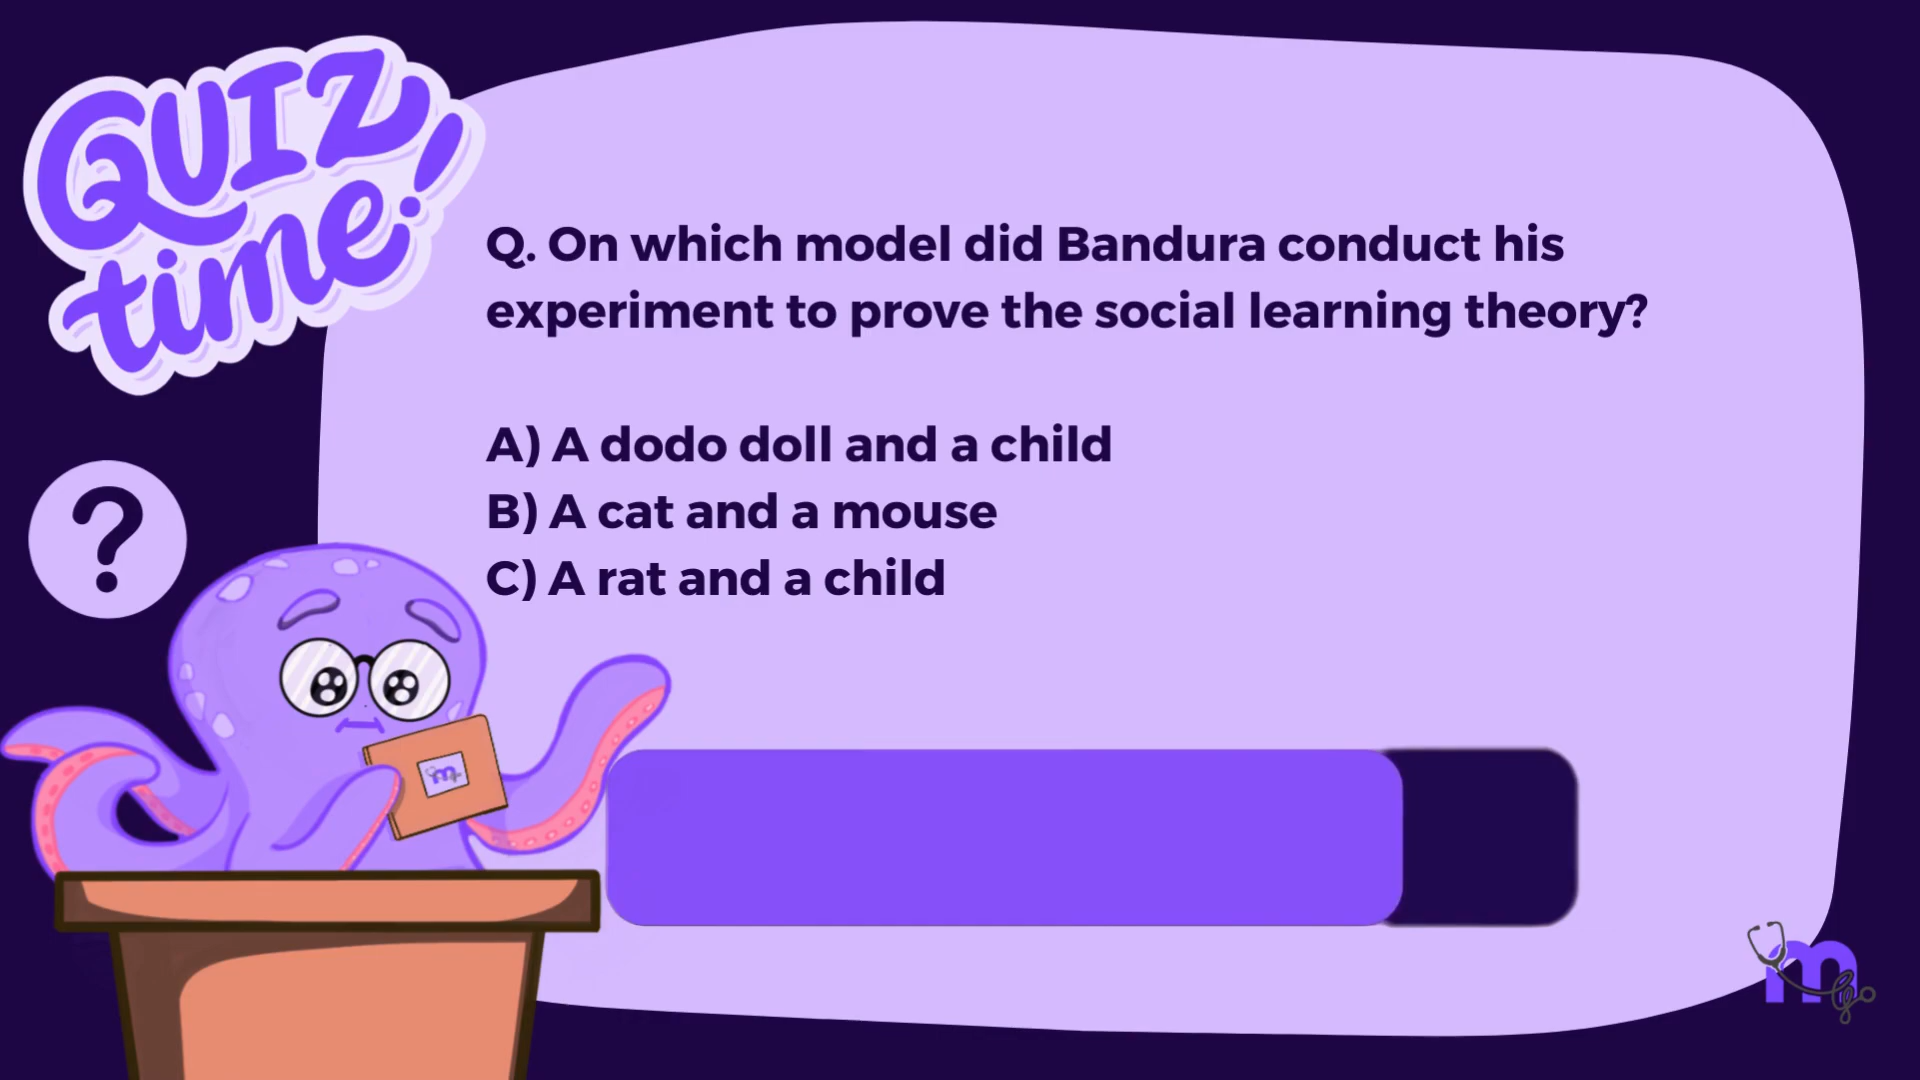 QUIZ
time!
Q. On which model did Bandura conduct his
experiment to prove the social learning theory?
A) A dodo doll and a child
B) A cat and a mouse
C) A rat and a child
?
m
m go